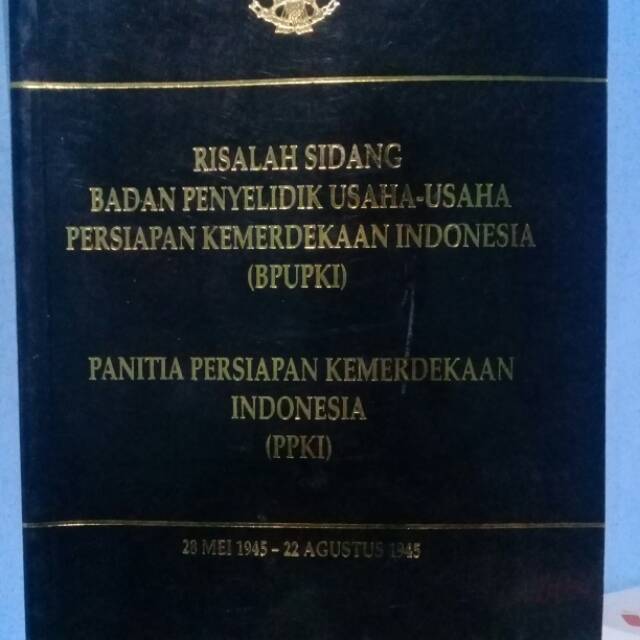 RISALAH SIDANG
BADAN PENYELIDIK USAHA-USAHA
PERSIAPAN KEMERDEKAAN INDONESIA
(BPUPKI)
PANITIA PERSIAPAN KEMERDEKAAN
INDONESIA
(PPKI)
28 MEI 1945 – 22 AGUSTUS 1945